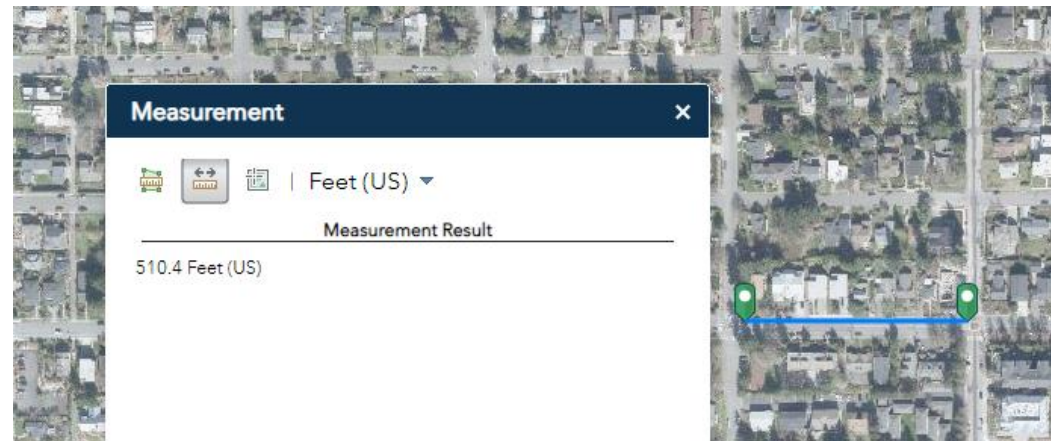 Measurement ×
| Feet (US)
Measurement Result
510.4 Feet (US)